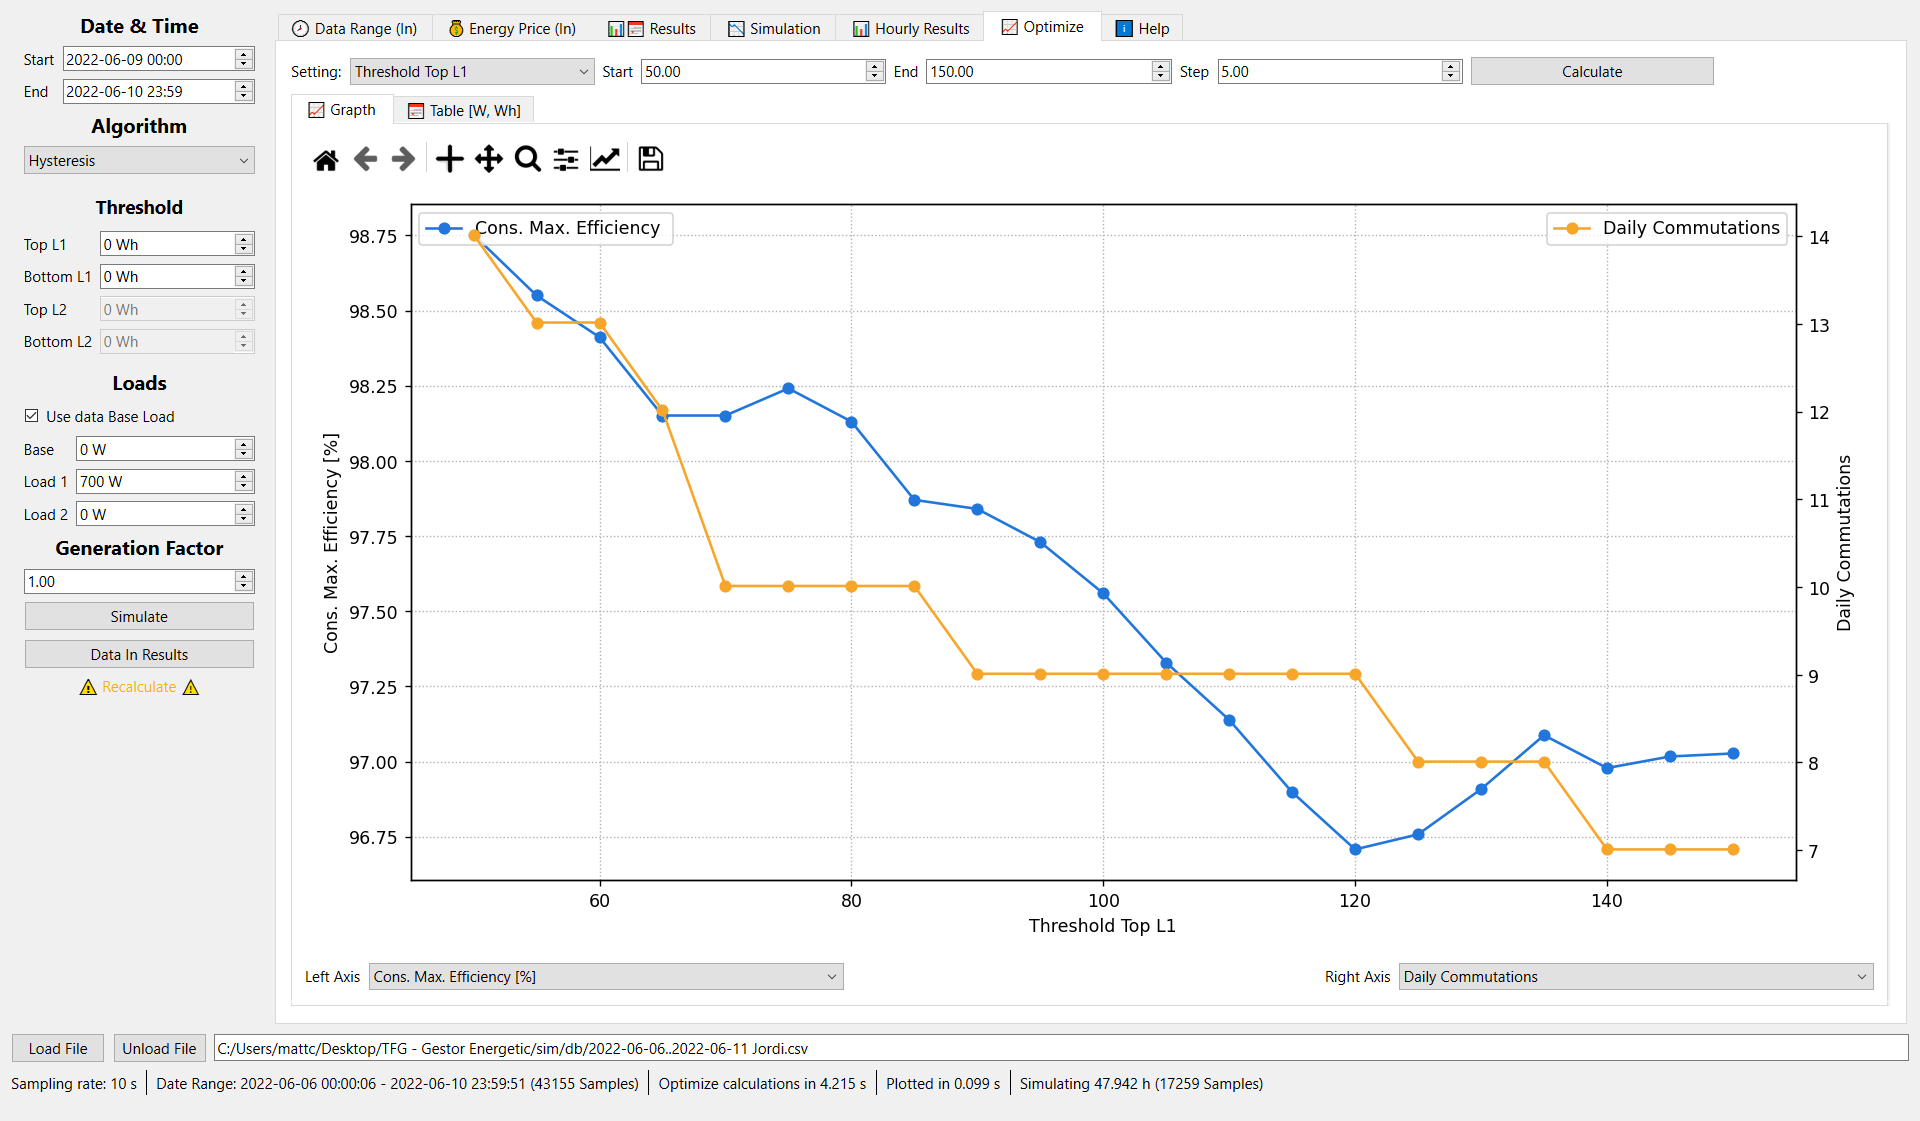 Date & Time
Start 2022-06-09 00:00
End 2022-06-10 23:59
Algorithm
Hysteresis
Threshold
Top L1 0 Wh
Bottom L1 0 Wh
Top L2 0 Wh
Bottom L2 0 Wh
Loads
Use data Base Load
Base 0 W
Load 1 700 W
Load 2 0 W
Generation Factor
1.00
Simulate
Data In Results
Recalculate
Data Range (In) Energy Price (In) Results Simulation Hourly Results Optimize Help
Setting: Threshold Top L1 Start 50.00 End 150.00 Step 5.00 Calculate
Grapth Table [W, Wh]
Cons. Max. Efficiency
Daily Commutations
98.75
98.50
98.25
98.00
97.75
97.50
97.25
97.00
96.75
Cons. Max. Efficiency [%]
14
13
12
11
10
9
8
7
Daily Commutations
60 80 100 120 140
Threshold Top L1
Left Axis Cons. Max. Efficiency [%] Right Axis Daily Commutations
Load File Unload File C:/Users/mattc/Desktop/TFG - Gestor Energetic/sim/db/2022-06-06..2022-06-11 Jordi.csv
Sampling rate: 10 s Date Range: 2022-06-06 00:00:06 - 2022-06-10 23:59:51 (43155 Samples) Optimize calculations in 4.215 s Plotted in 0.099 s Simulating 47.942 h (17259 Samples)